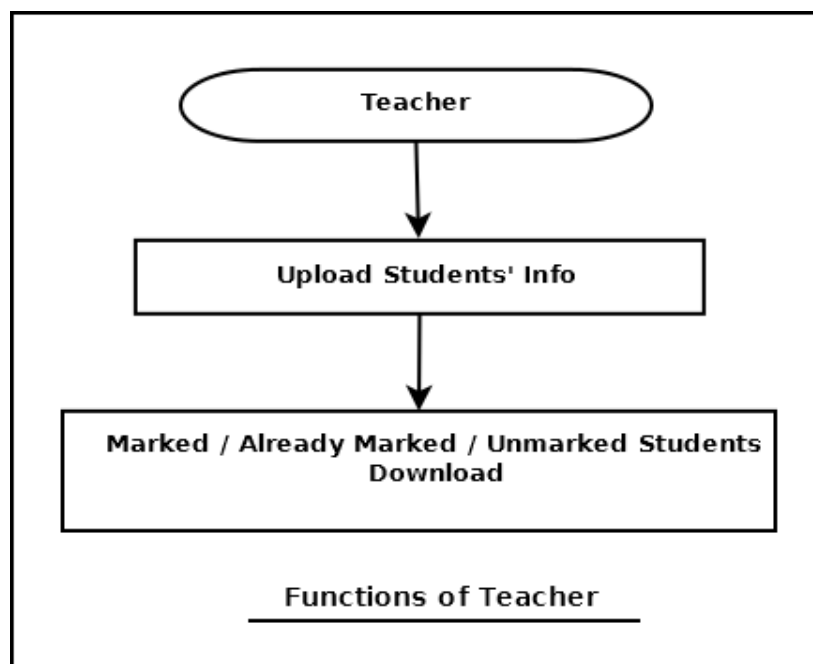 Teacher
Upload Students' Info
Marked / Already Marked / Unmarked Students
Download
Functions of Teacher